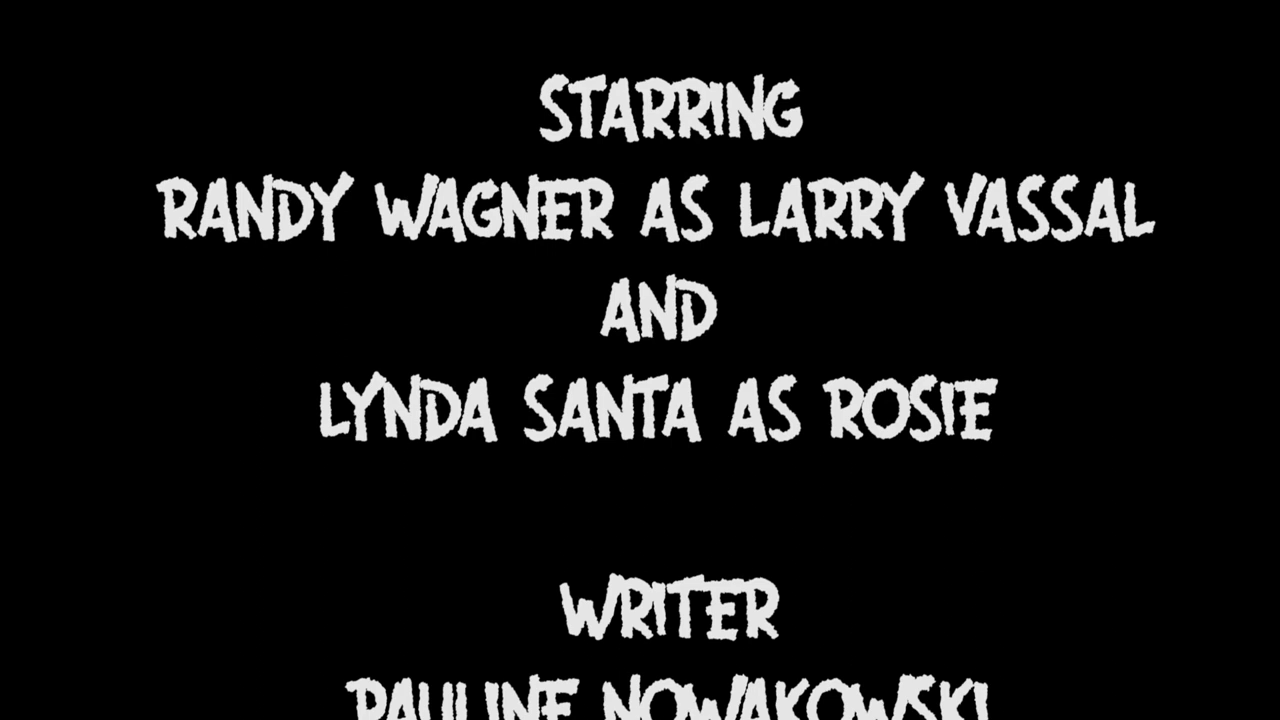 STARRING
RANDY WAGNER AS LARRY VASSAL
AND
LYNDA SANTA AS ROSIE
WRITER
PAULINE NOWAKOWSKI